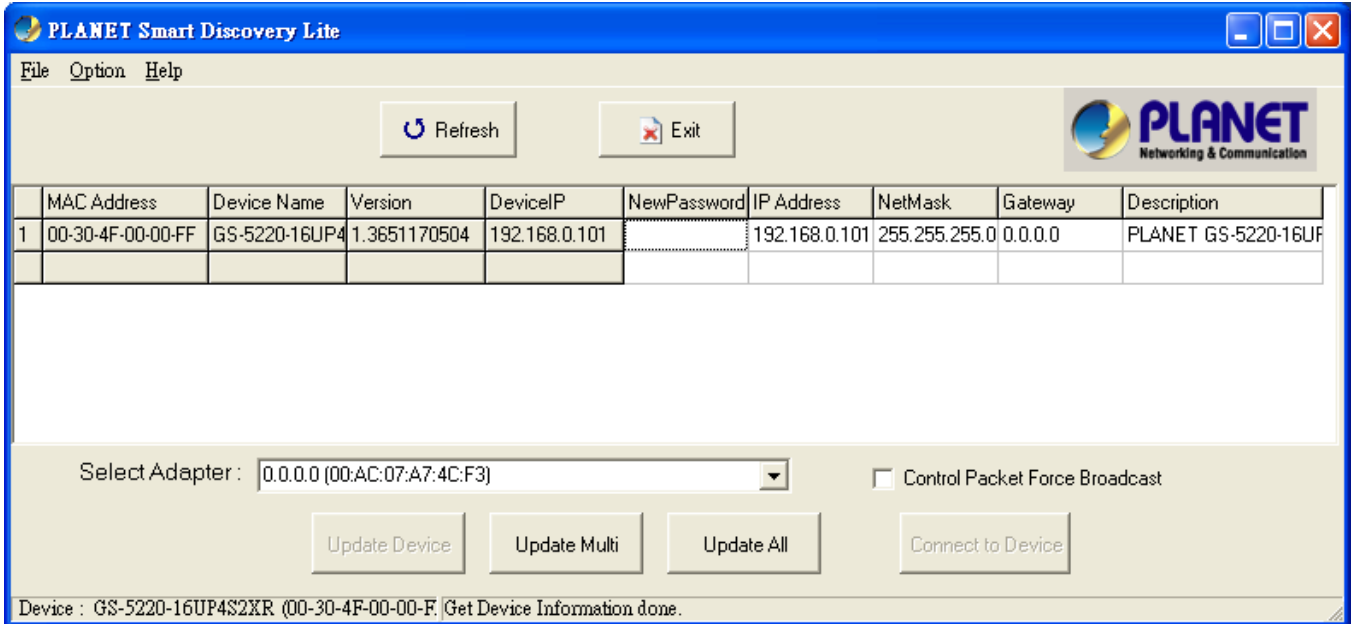 PLANET Smart Discovery Lite
File Option Help
Refresh Exit
PLANET
Networking & Communication
MAC Address Device Name Version DeviceIP NewPassword IP Address NetMask Gateway Description
1 00-30-4F-00-00-FF GS-5220-16UP4 1.3651170504 192.168.0.101 192.168.0.101 255.255.255.0 0.0.0.0 PLANET GS-5220-16UF
Select Adapter : 0.0.0.0 (00:AC:07:A7:4C:F3) Control Packet Force Broadcast
Update Device Update Multi Update All Connect to Device
Device : GS-5220-16UP4S2XR (00-30-4F-00-00-F. Get Device Information done.